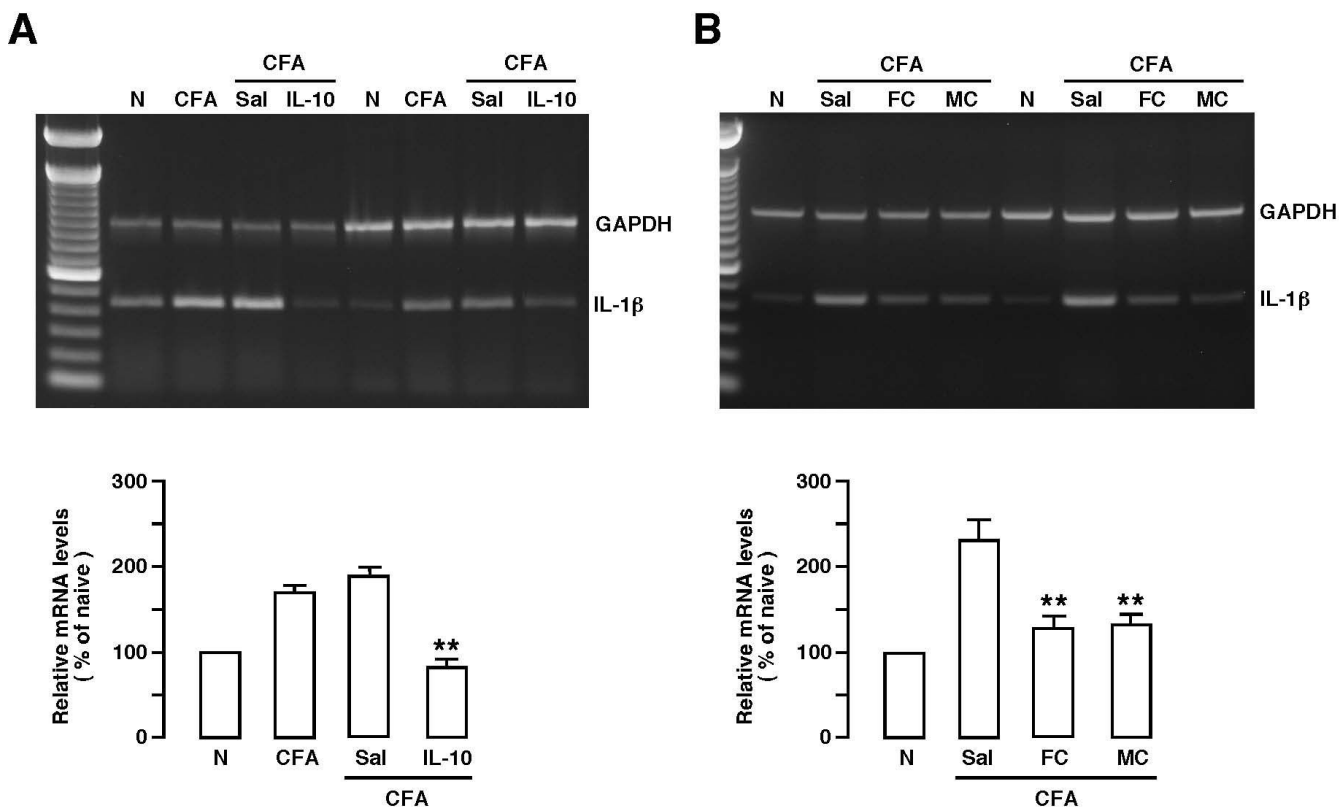 A
CFA CFA
N CFA Sal IL-10 N CFA Sal IL-10
GAPDH
IL-1β
300
200
100
0
Relative mRNA levels
( % of naive )
**
N CFA Sal IL-10
CFA
B
CFA CFA
N Sal FC MC N Sal FC MC
GAPDH
IL-1β
300
200
100
0
Relative mRNA levels
( % of naive )
** **
N Sal FC MC
CFA